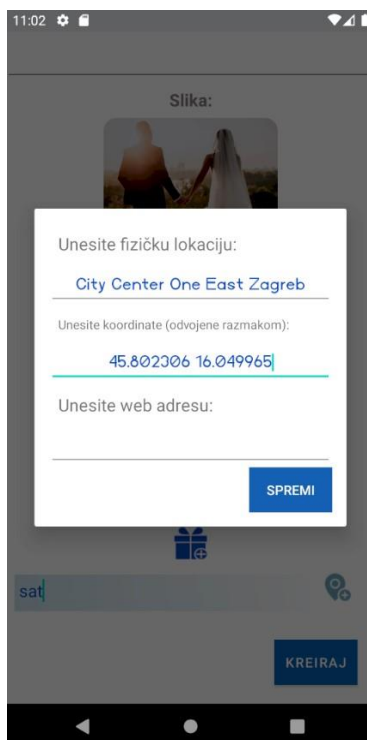 11:02
Slika:
Unesite fizičku lokaciju:
City Center One East Zagreb
Unesite koordinate (odvojene razmakom):
45.802306 16.049965
Unesite web adresu:
SPREMI
sat
KREIRAJ